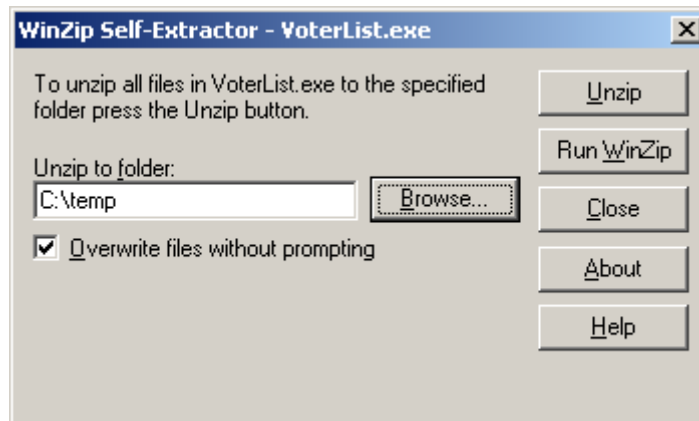 WinZip Self-Extractor - VoterList.exe
To unzip all files in VoterList.exe to the specified
folder press the Unzip button.
Unzip to folder:
C:\temp
Browse...
Overwrite files without prompting
Unzip
Run WinZip
Close
About
Help